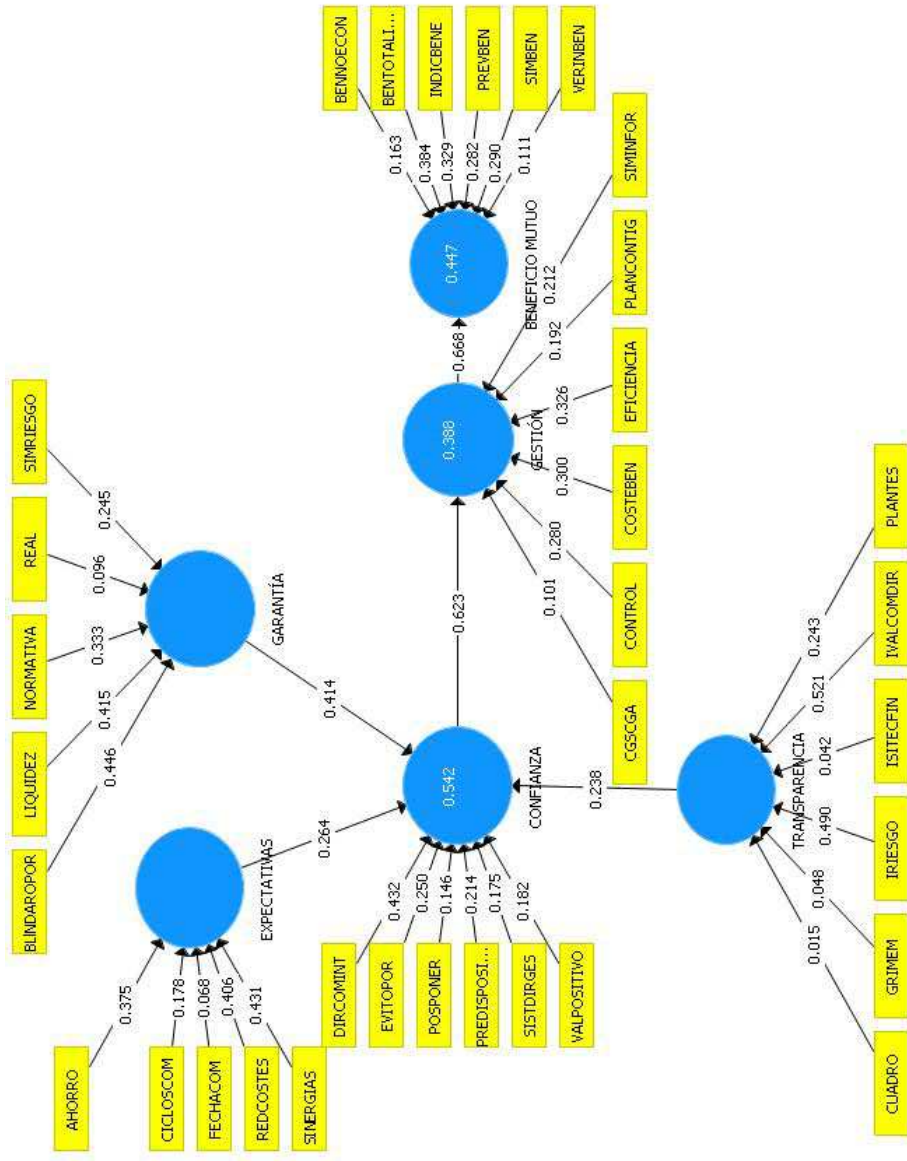 AHORRO
CICLOSCOM
FECHACOM
REDCOSTES
SINERGIAS
0.375
0.178
0.068
0.406
0.431
EXPECTATIVAS
0.264
BLINDAROPOR
LIQUIDEZ
NORMATIVA
REAL
SIMRIESGO
0.446
0.415
0.333
0.096
0.245
GARANTÍA
0.414
DIRCOMINT
EVITOPOR
POSPONER
PREDISPOSI...
SISTDIRGES
VALPOSITIVO
0.432
0.250
0.146
0.214
0.175
0.182
0.542
CONFIANZA
0.623
0.238
0.388
GESTIÓN
0.668
0.447
BENEFICIO MUTUO
0.163
0.384
0.329
0.282
0.290
0.111
BENNOECON
BENTOTALI...
INDICBENE
PREVBEN
SIMBEN
VERINBEN
0.101
0.280
0.300
0.326
0.192
0.212
CGSCGA
CONTROL
COSTEBEN
EFICIENCIA
PLANCONTIG
SIMINFOR
TRANSPARENCIA
0.015
0.048
0.490
0.042
0.521
0.243
CUADRO
GRIMEM
IRIESGO
ISITECFIN
IVALCOMDIR
PLANTES